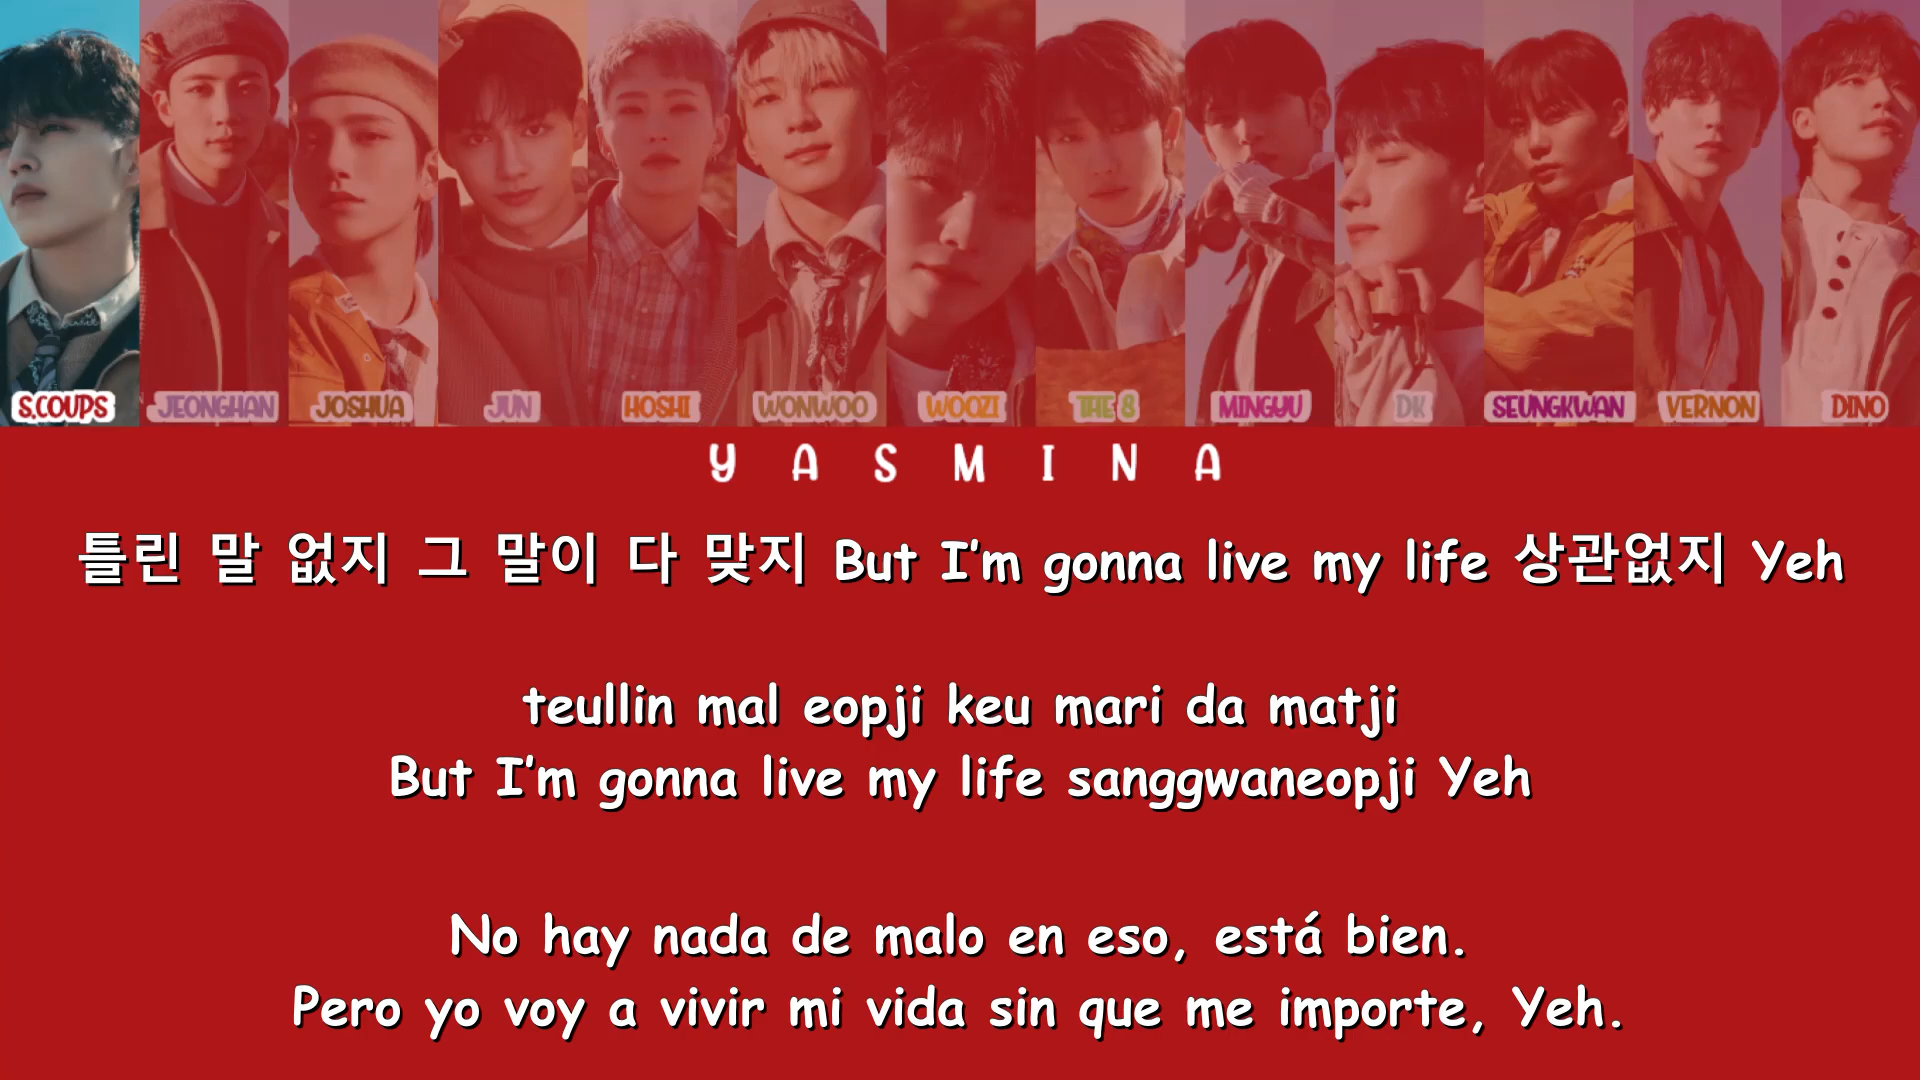 S.COUPS JEONGHAN JOSHUA JUN HOSHI WONWOO WOOZI THE 8 MINGYU DK SEUNGKWAN VERNON DINO
YASMINA
틀린 말 없지 그 말이 다 맞지 But I'm gonna live my life 상관없지 Yeh
teullin mal eopji keu mari da matji
But I'm gonna live my life sanggwaneopji Yeh
No hay nada de malo en eso, está bien.
Pero yo voy a vivir mi vida sin que me importe, Yeh.